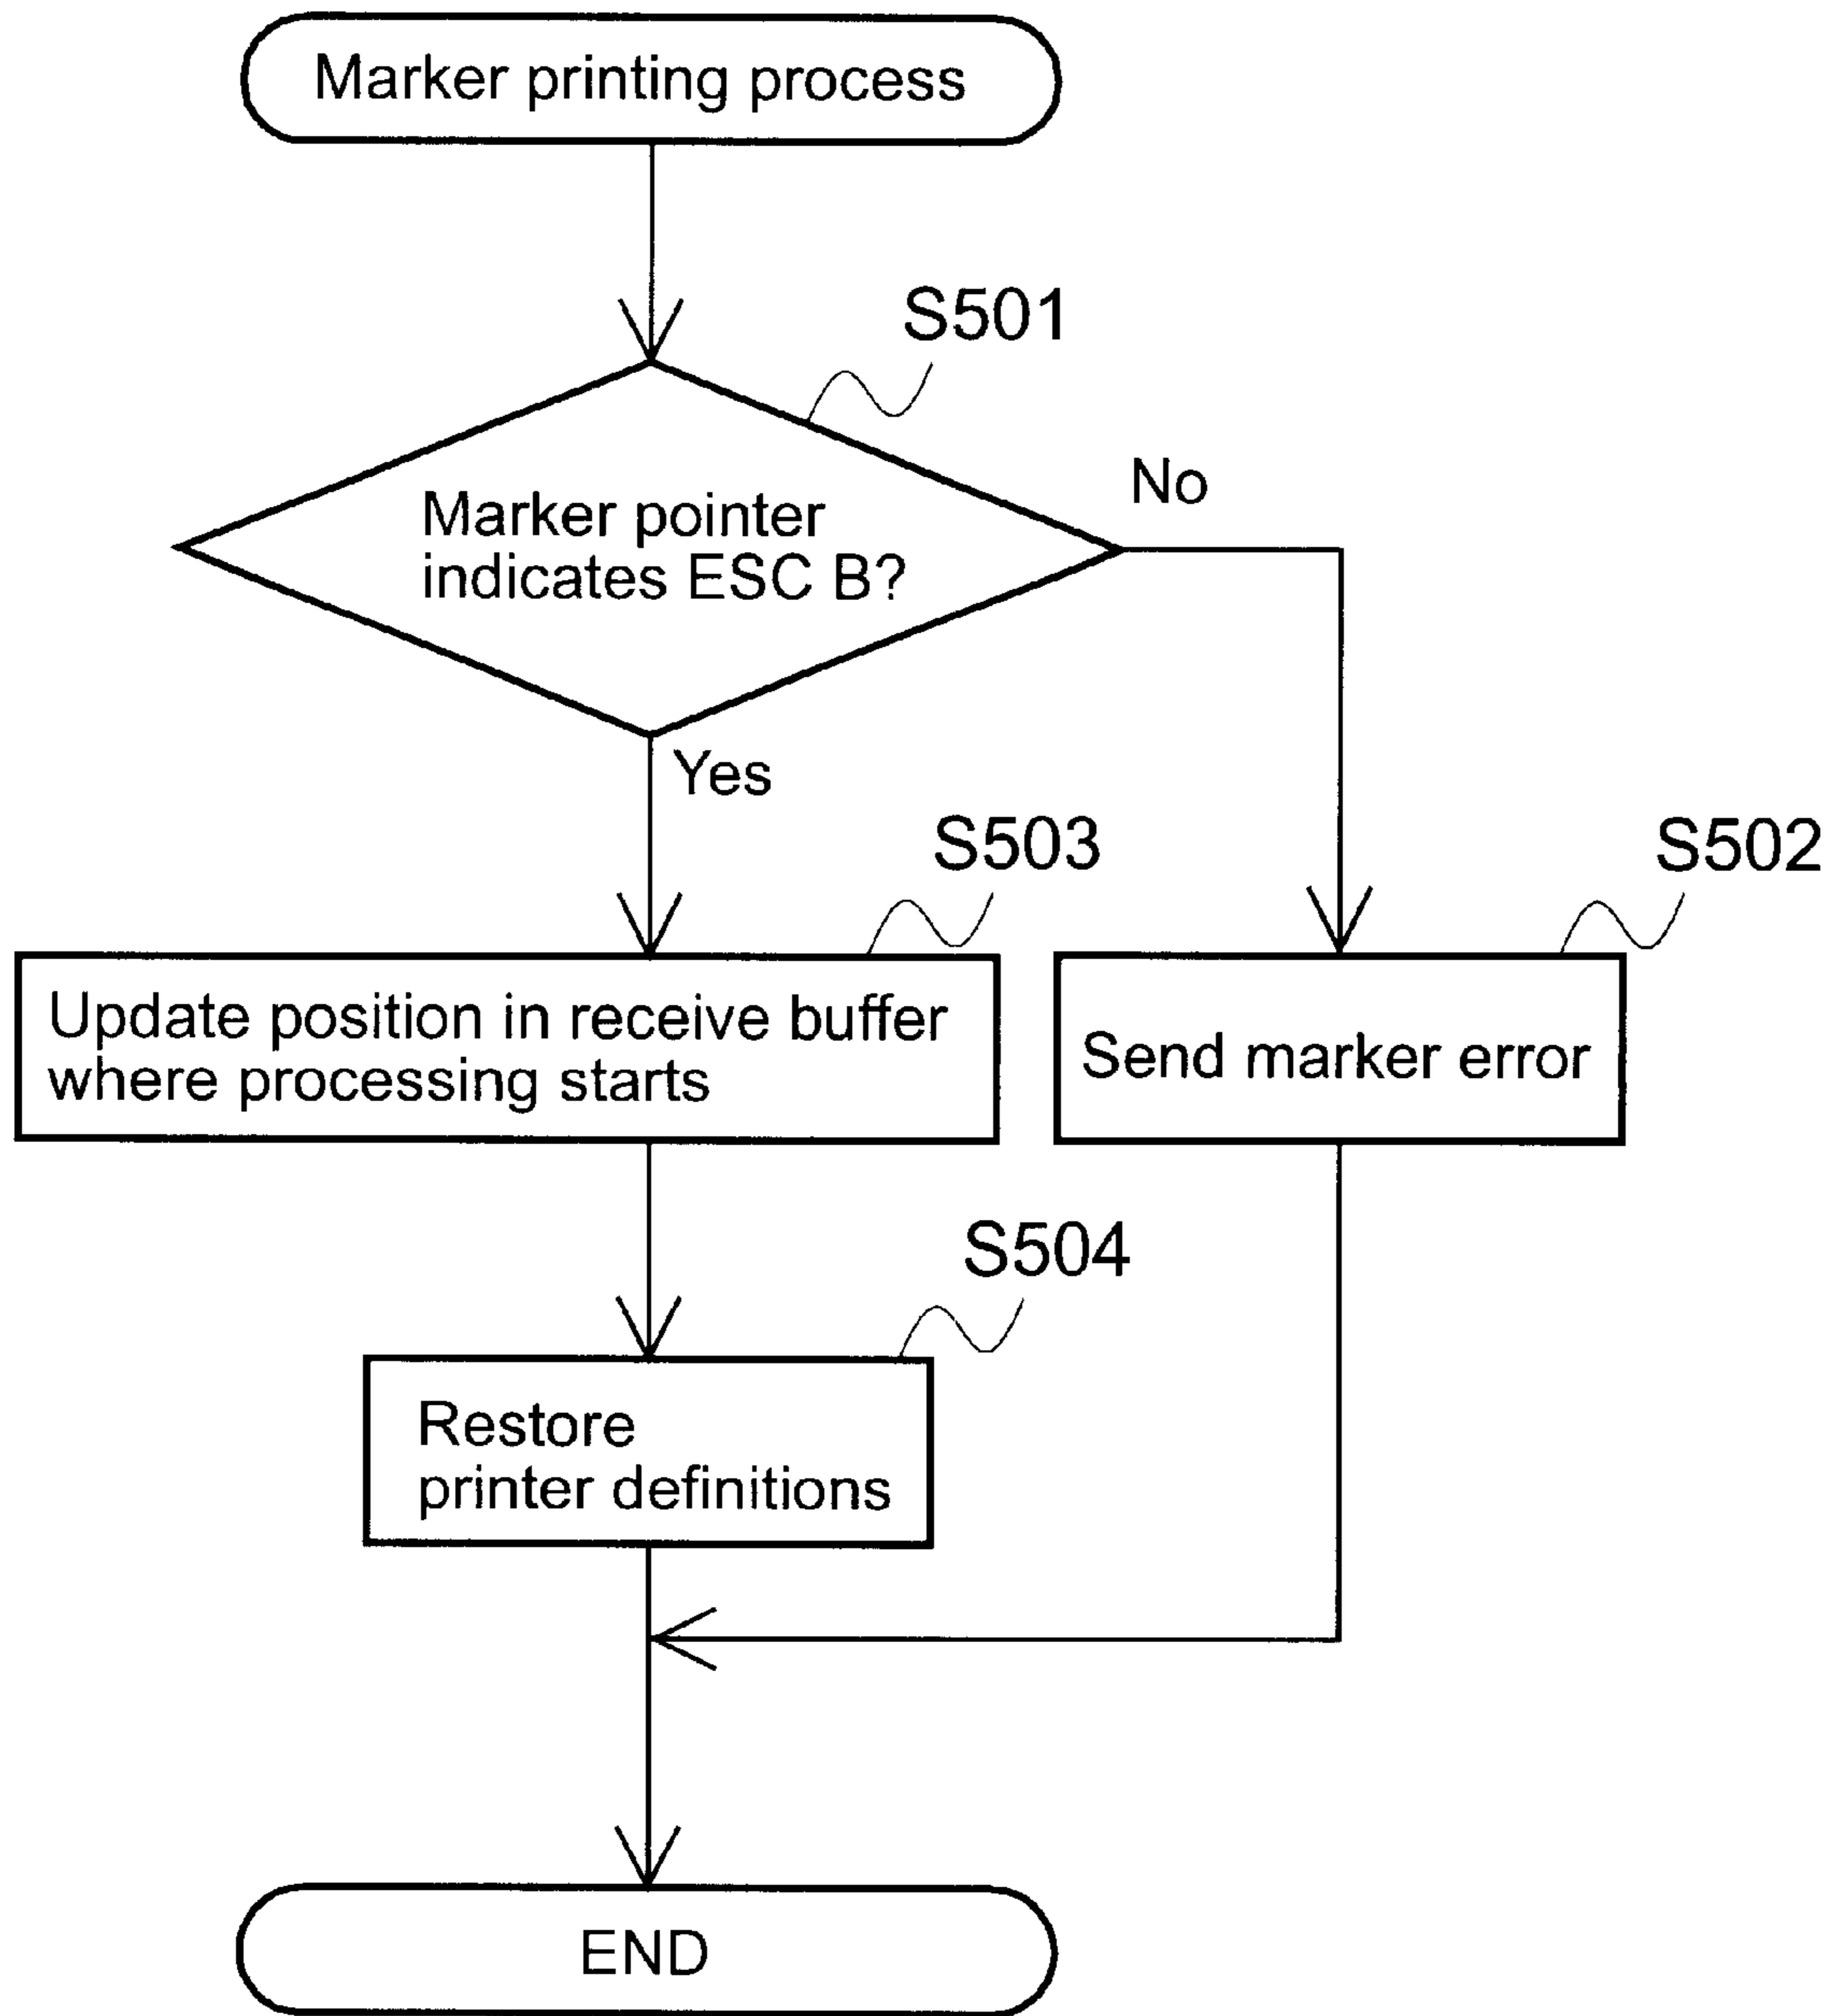 Marker printing process
S501
Marker pointer
indicates ESC B?
No
Yes
S503
S502
Update position in receive buffer
where processing starts
Send marker error
S504
Restore
printer definitions
END